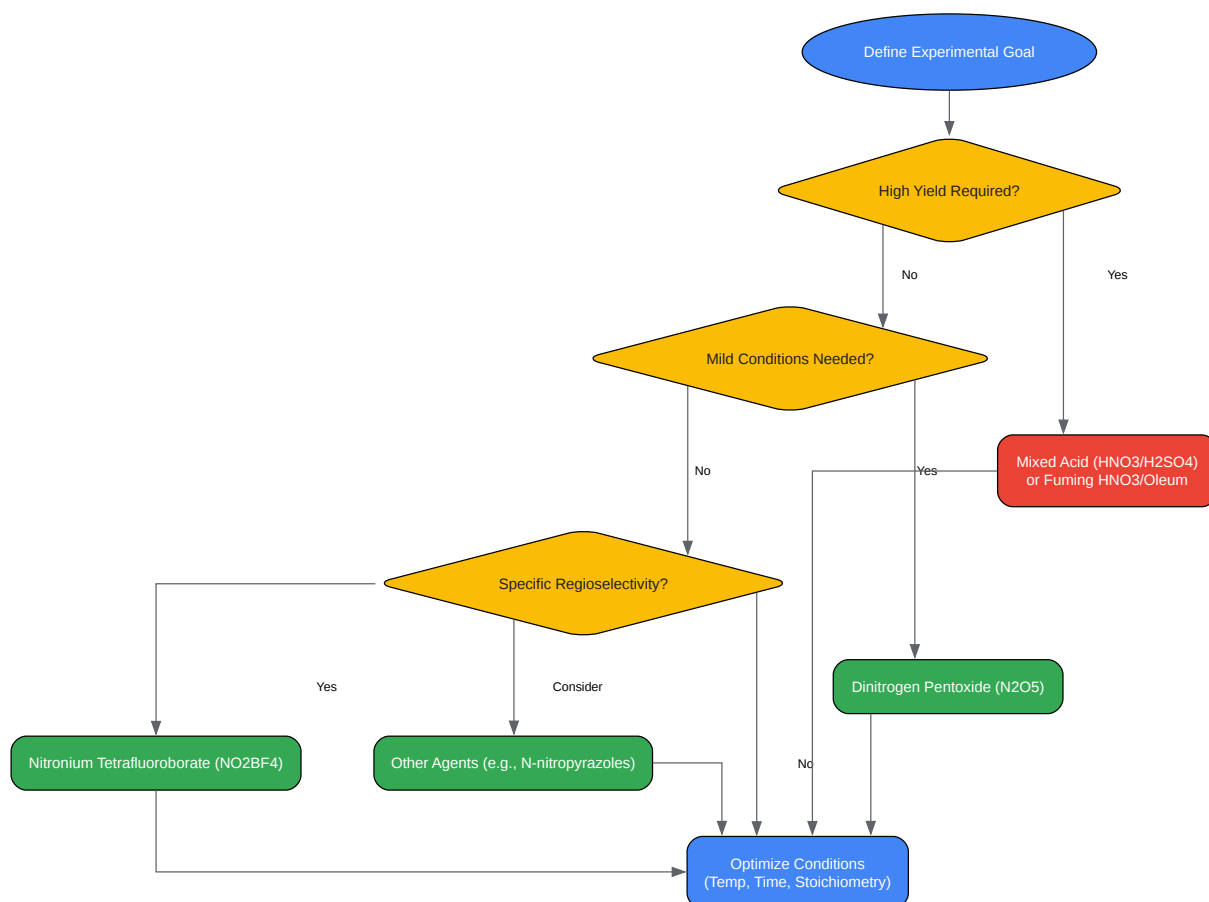 Define Experimental Goal
High Yield Required?
No
Yes
Mild Conditions Needed?
No
Yes
Mixed Acid (HNO3/H2SO4)
or Fuming HNO3/Oleum
Specific Regioselectivity?
Yes
Consider
Dinitrogen Pentoxide (N2O5)
Nitronium Tetrafluoroborate (NO2BF4)
Other Agents (e.g., N-nitropyrazoles)
No
Optimize Conditions
(Temp, Time, Stoichiometry)